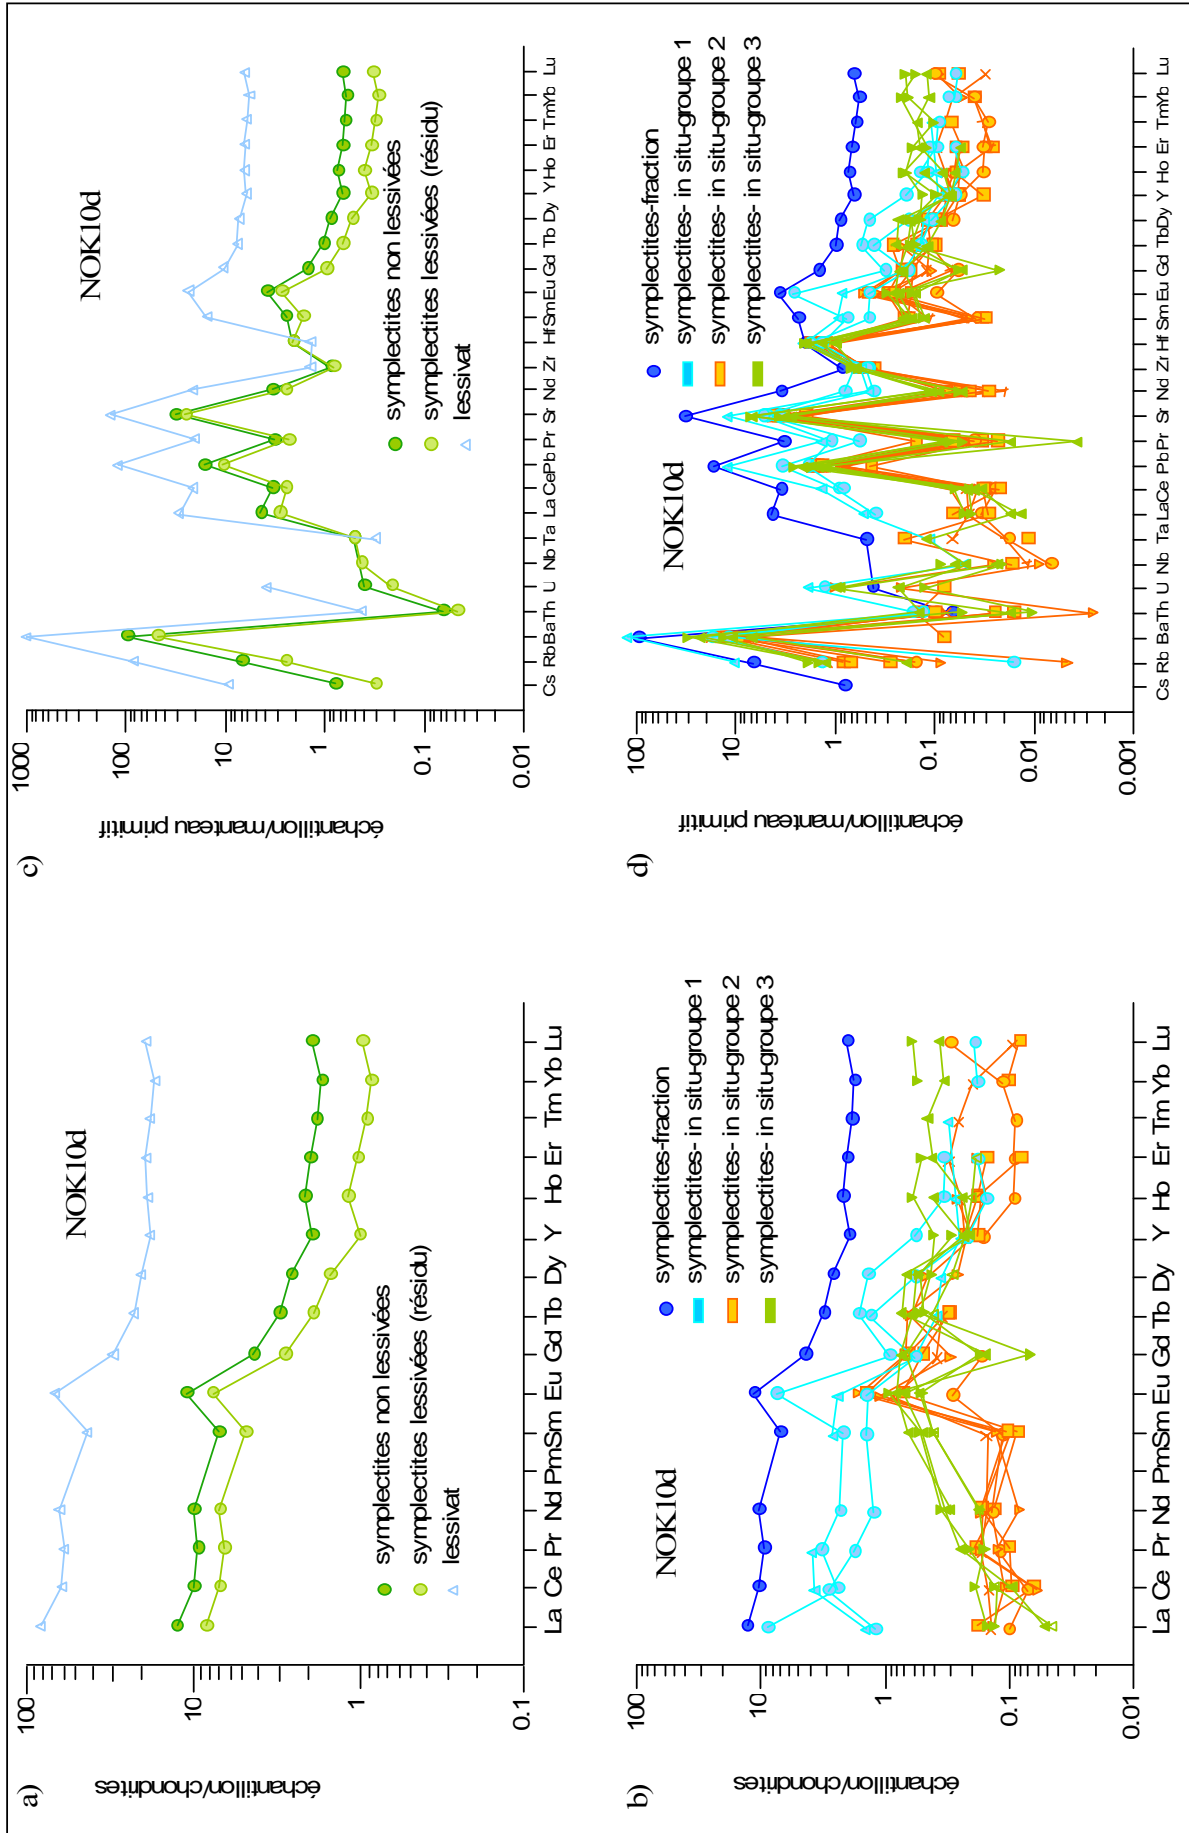 a)
échantillon/chondrites
100
10
1
0.1
NOK10d
symplectites non lessivées
symplectites lessivées (résidu)
lessivat
La Ce Pr Nd Pm Sm Eu Gd Tb Dy Y Ho Er Tm Yb Lu
c)
échantillon/manteau primitif
1000
100
10
1
0.1
0.01
NOK10d
symplectites non lessivées
symplectites lessivées (résidu)
lessivat
Cs Rb Ba Th U Nb Ta La Ce Pb Pr Sr Nd Zr Hf Sm Eu Gd Tb Dy Y Ho Er Tm Yb Lu
b)
échantillon/chondrites
100
10
1
0.1
0.01
NOK10d
symplectites-fraction
symplectites- in situ-groupe 1
symplectites- in situ-groupe 2
symplectites- in situ-groupe 3
La Ce Pr Nd Pm Sm Eu Gd Tb Dy Y Ho Er Tm Yb Lu
d)
échantillon/manteau primitif
100
10
1
0.1
0.01
0.001
NOK10d
symplectites-fraction
symplectites- in situ-groupe 1
symplectites- in situ-groupe 2
symplectites- in situ-groupe 3
Cs Rb Ba Th U Nb Ta La Ce Pb Pr Sr Nd Zr Hf Sm Eu Gd Tb Dy Y Ho Er Tm Yb Lu